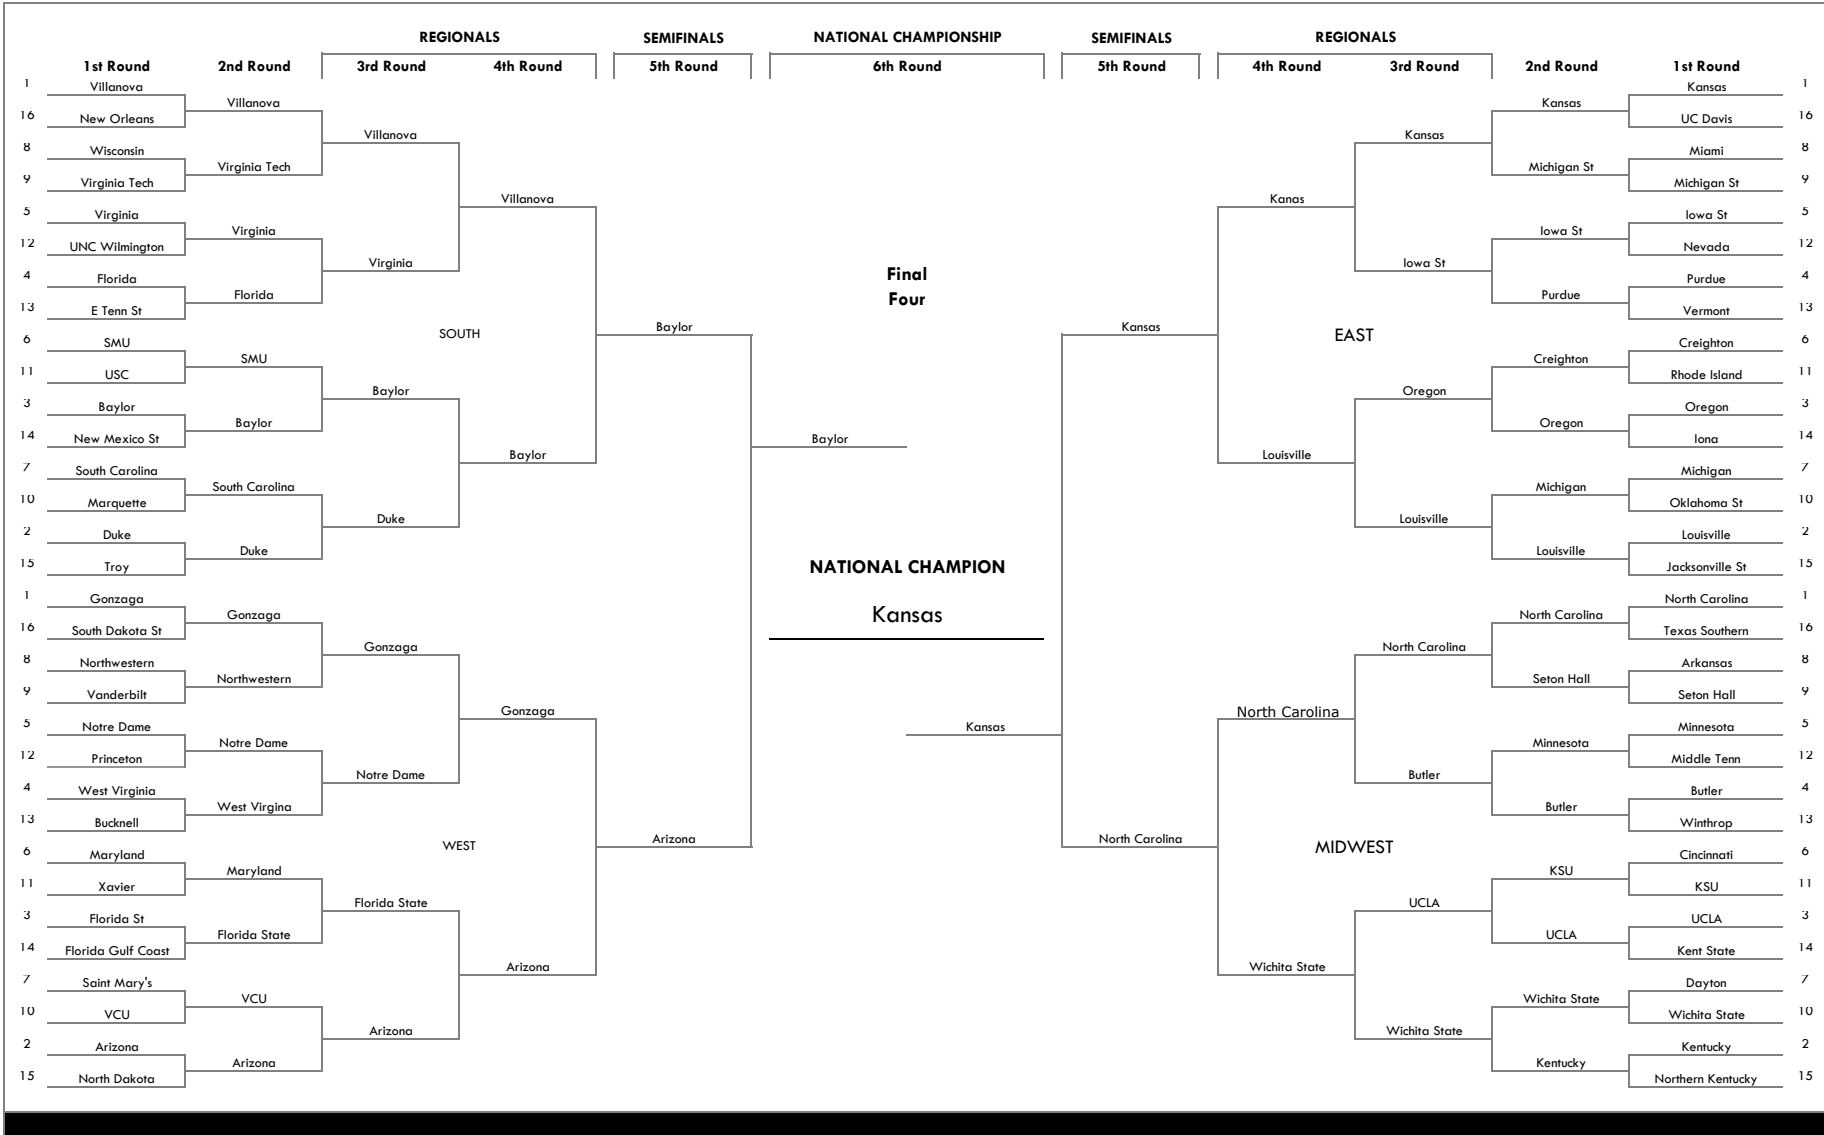 REGIONALS SEMIFINALS NATIONAL CHAMPIONSHIP SEMIFINALS REGIONALS
1st Round 2nd Round 3rd Round 4th Round 5th Round 6th Round 5th Round 4th Round 3rd Round 2nd Round 1st Round
1 Villanova Kansas 1
Villanova Kansas
16 New Orleans UC Davis 16
Villanova Kansas
8 Wisconsin Miami 8
Virginia Tech Michigan St
9 Virginia Tech Michigan St 9
Villanova Kanas
5 Virginia Iowa St 5
Virginia Iowa St
12 UNC Wilmington Nevada 12
Virginia Iowa St
4 Florida Final Purdue 4
Florida Four Purdue
13 E Tenn St Vermont 13
Baylor Kansas
SOUTH EAST
6 SMU Creighton 6
SMU Creighton
11 USC Rhode Island 11
Baylor Oregon
3 Baylor Oregon 3
Baylor Oregon
14 New Mexico St Baylor Iona 14
Baylor Louisville
7 South Carolina Michigan 7
South Carolina Michigan
10 Marquette Oklahoma St 10
Duke Louisville
2 Duke Louisville 2
Duke Louisville
15 Troy NATIONAL CHAMPION Jacksonville St 15
1 Gonzaga North Carolina 1
Gonzaga Kansas North Carolina
16 South Dakota St Texas Southern 16
Gonzaga North Carolina
8 Northwestern Arkansas 8
Northwestern Seton Hall
9 Vanderbilt Seton Hall 9
Gonzaga North Carolina
5 Notre Dame Kansas Minnesota 5
Notre Dame Minnesota
12 Princeton Middle Tenn 12
Notre Dame Butler
4 West Virginia Butler 4
West Virgina Butler
13 Bucknell Winthrop 13
Arizona North Carolina
WEST MIDWEST
6 Maryland Cincinnati 6
Maryland KSU
11 Xavier KSU 11
Florida State UCLA
3 Florida St UCLA 3
Florida State UCLA
14 Florida Gulf Coast Kent State 14
Arizona Wichita State
7 Saint Mary's Dayton 7
VCU Wichita State
10 VCU Wichita State 10
Arizona Wichita State
2 Arizona Kentucky 2
Arizona Kentucky
15 North Dakota Northern Kentucky 15